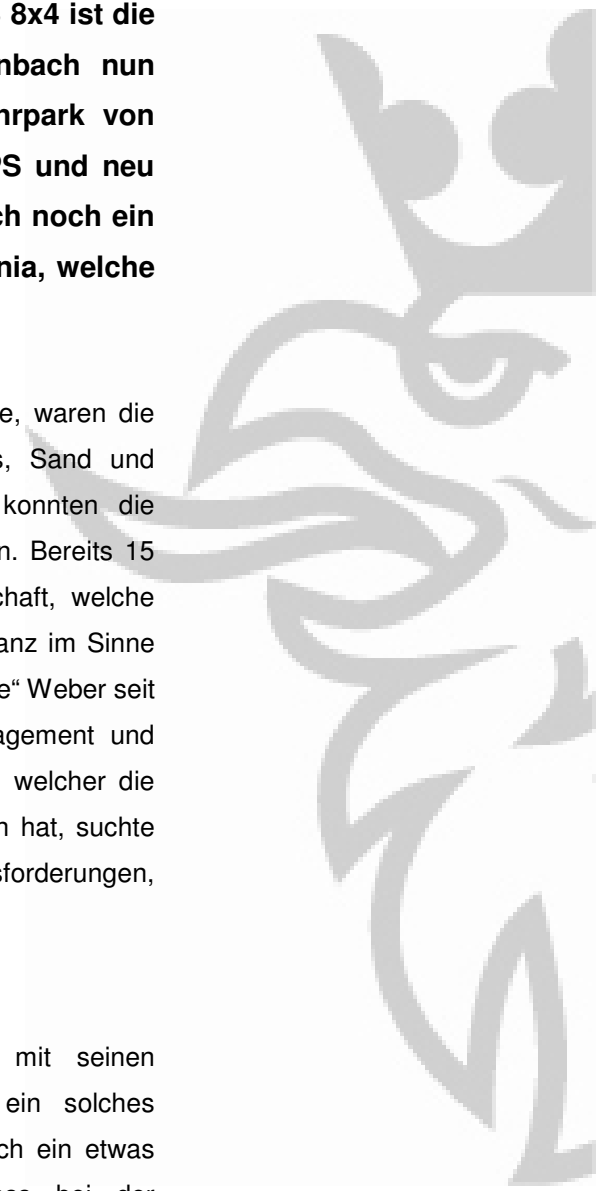 8x4 ist die
nbach nun
hrpark von
PS und neu
ch noch ein
nia, welche
e, waren die
s, Sand und
konnten die
n. Bereits 15
chaft, welche
anz im Sinne
e“ Weber seit
agement und
welcher die
n hat, suchte
sforderungen,
mit seinen
ein solches
ch ein etwas
bei der